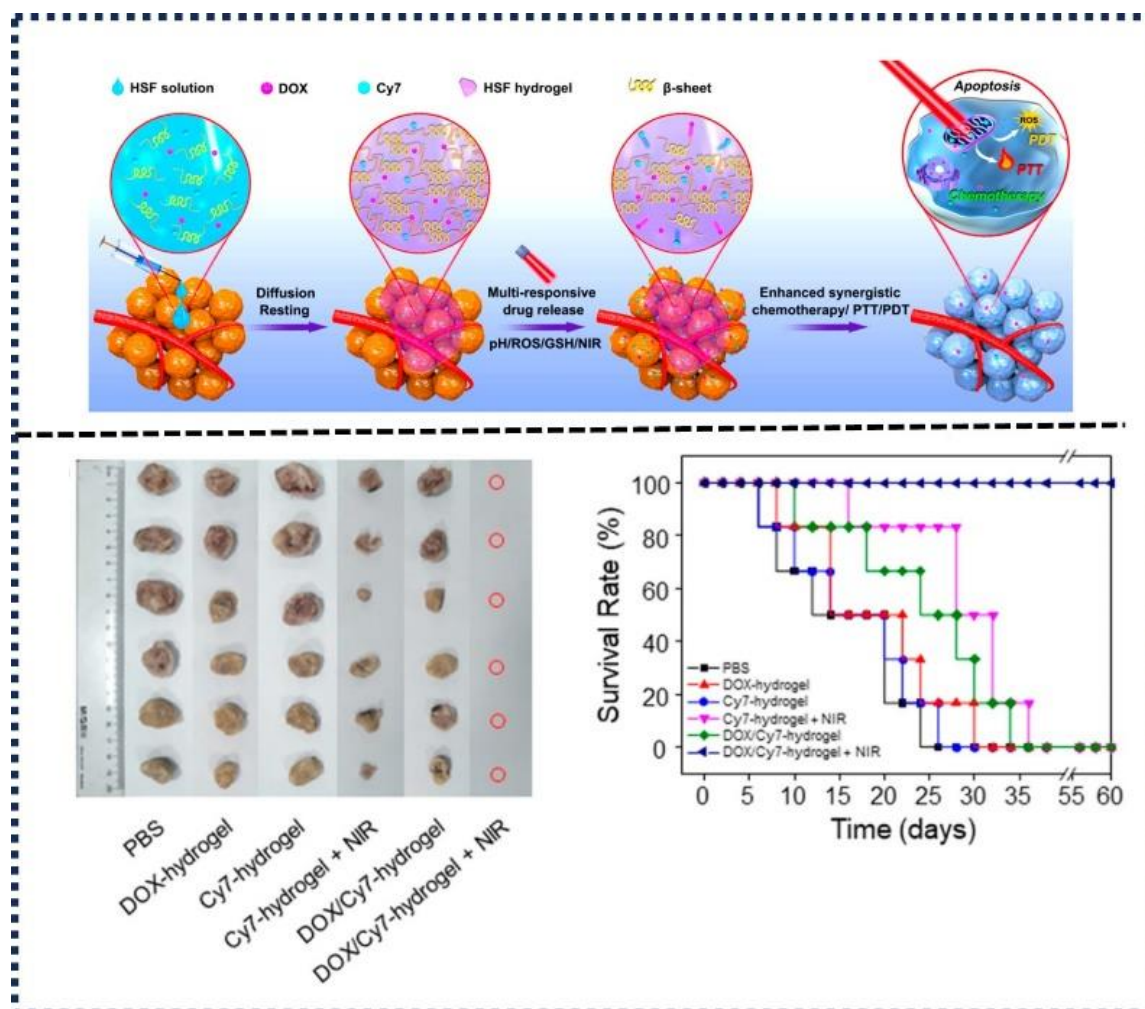 HSF solution DOX Cy7 HSF hydrogel β-sheet
Apoptosis
ROS
PDT
PTT
Chemotherapy
Diffusion
Resting
Multi-responsive
drug release
pH/ROS/GSH/NIR
Enhanced synergistic
chemotherapy/ PTT/PDT
PBS
DOX-hydrogel
Cy7-hydrogel
Cy7-hydrogel + NIR
DOX/Cy7-hydrogel
DOX/Cy7-hydrogel + NIR
Survival Rate (%)
100
80
60
40
20
0
PBS
DOX-hydrogel
Cy7-hydrogel
Cy7-hydrogel + NIR
DOX/Cy7-hydrogel
DOX/Cy7-hydrogel + NIR
0 5 10 15 20 25 30 35 55 60
Time (days)